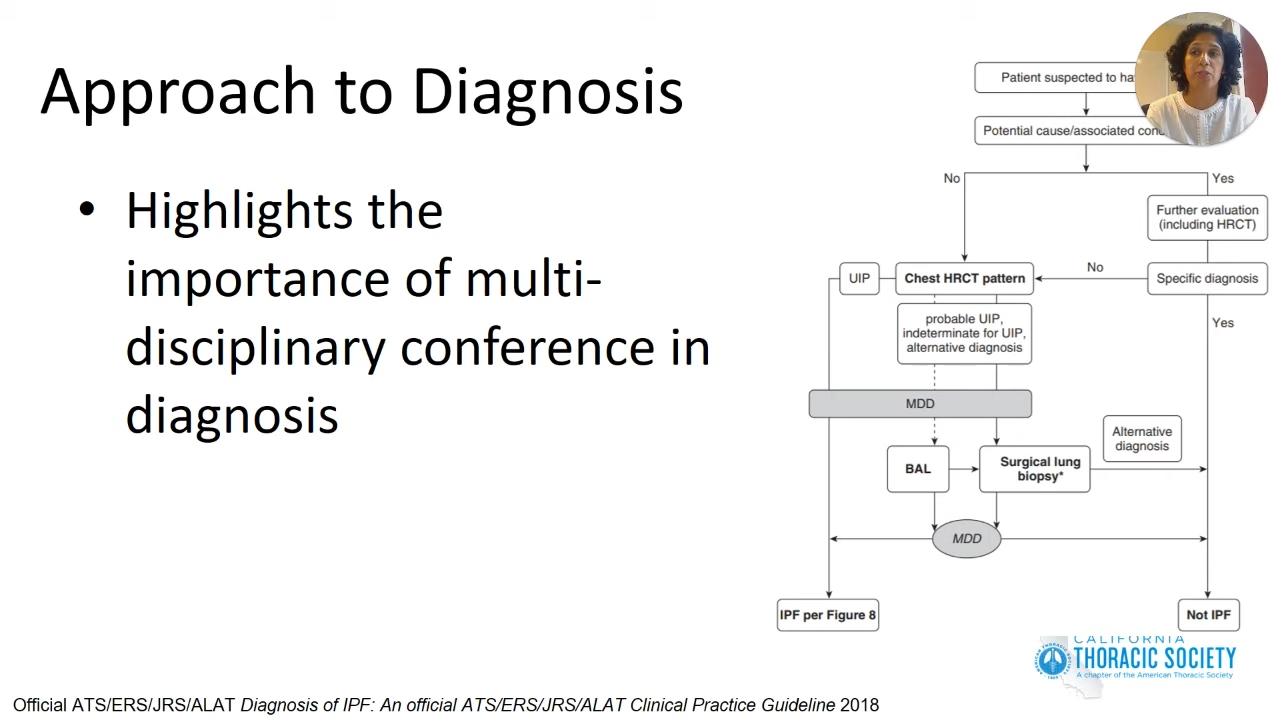 Approach to Diagnosis
• Highlights the
importance of multi-
disciplinary conference in
diagnosis
Patient suspected to
Potential cause/associated
No
Yes
Further evaluation
(including HRCT)
UIP
Chest HRCT pattern
No
Specific diagnosis
probable UIP,
indeterminate for UIP,
alternative diagnosis
Yes
MDD
Alternative
diagnosis
BAL
Surgical lung
biopsy*
MDD
IPF per Figure 8
Not IPF
CALIFORNIA
THORACIC SOCIETY
A chapter of the American Thoracic Society
Official ATS/ERS/JRS/ALAT Diagnosis of IPF: An official ATS/ERS/JRS/ALAT Clinical Practice Guideline 2018